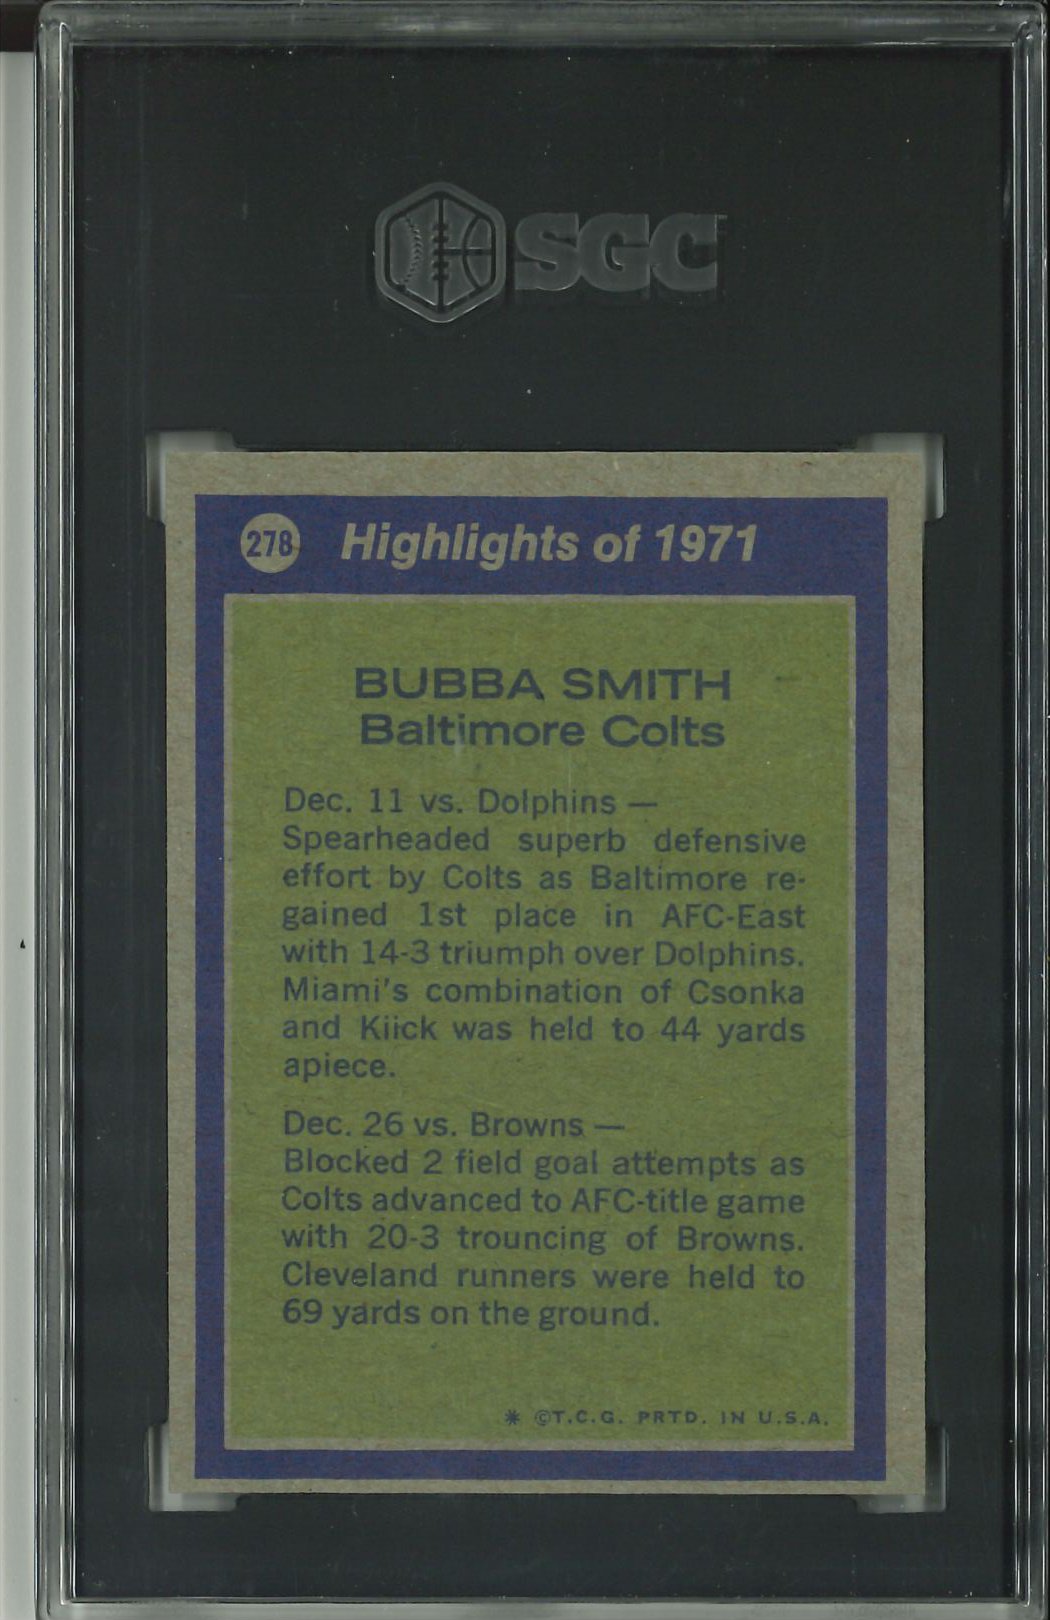 SGC
278 Highlights of 1971
BUBBA SMITH
Baltimore Colts
Dec. 11 vs. Dolphins —
Spearheaded superb defensive
effort by Colts as Baltimore re-
gained 1st place in AFC-East
with 14-3 triumph over Dolphins.
Miami's combination of Csonka
and Kiick was held to 44 yards
apiece.
Dec. 26 vs. Browns —
Blocked 2 field goal attempts as
Colts advanced to AFC-title game
with 20-3 trouncing of Browns.
Cleveland runners were held to
69 yards on the ground.
* ©T.C.G. PRTD. IN U.S.A.